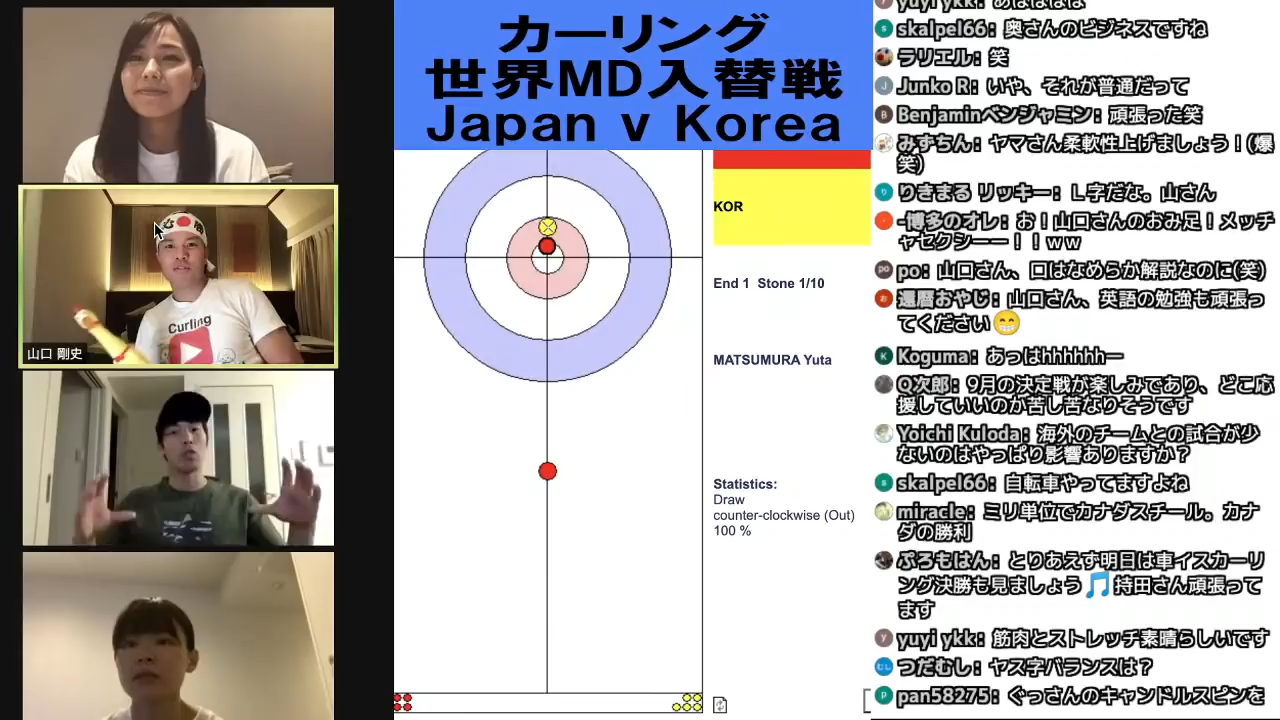 山口 剛史
Curling
カーリング
世界MD入替戦
Japan v Korea
KOR
End 1 Stone 1/10
MATSUMURA Yuta
Statistics:
Draw
counter-clockwise (Out)
100 %
skalpel66: 奥さんのビジネスですね
ラリエル: 笑
Junko R: いや、それが普通だって
Benjaminベンジャミン: 頑張った笑
みずちん: ヤマさん柔軟性上げましょう！(爆
笑)
りきまる リッキー: Ｌ字だな。山さん
-博多のオレ: お！山口さんのおみ足！メッチ
ャセクシーー！！ｗｗ
po: 山口さん、口はなめらか解説なのに(笑)
還暦おやじ: 山口さん、英語の勉強も頑張っ
てください😁
Koguma: あっはhhhhhhー
Q次郎: 9月の決定戦が楽しみであり、どこ応
援していいのか苦し苦なりそうです
Yoichi Kuloda: 海外のチームとの試合が少
ないのはやっぱり影響ありますか？
skalpel66: 自転車やってますよね
miracle: ミリ単位でカナダスチール。カナ
ダの勝利
ぷろもはん: とりあえず明日は車イスカーリ
ング決勝も見ましょう🎵持田さん頑張って
ます
yuyi ykk: 筋肉とストレッチ素晴らしいです
つだむし: ヤス字バランスは？
pan58275: ぐっさんのキャンドルスピンを